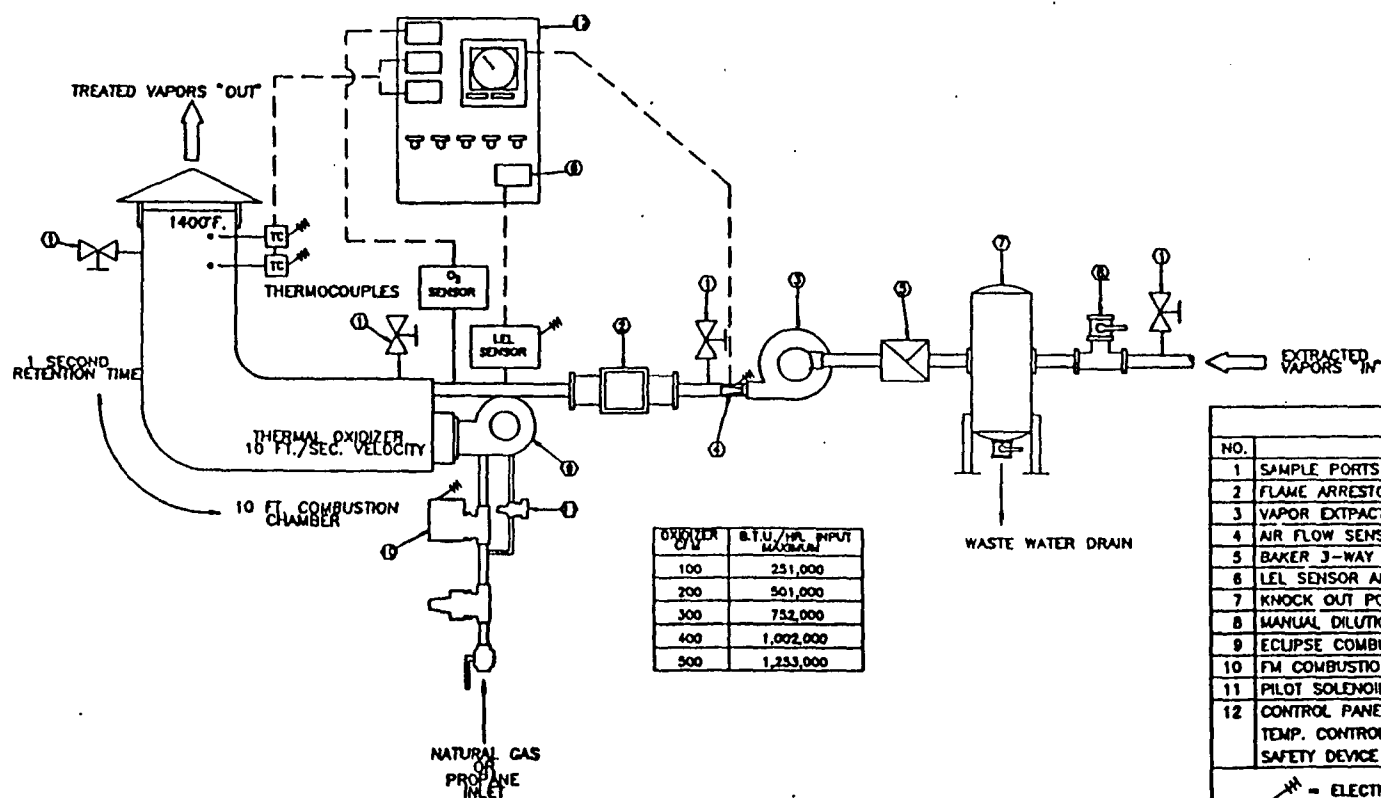 TREATED VAPORS "OUT"
1400°F.
TC
TC
THERMOCOUPLES
O2
SENSOR
LEL
SENSOR
1 SECOND
RETENTION TIME
THERMAL OXIDIZER
10 FT./SEC. VELOCITY
10 FT. COMBUSTION
CHAMBER
EXTRACTED
VAPORS "IN"
WASTE WATER DRAIN
NATURAL GAS
OR
PROPANE
INLET
OXIDIZER CFM B.T.U./HR. INPUT MAXIMUM
100 251,000
200 501,000
300 752,000
400 1,002,000
500 1,253,000
NO.
1 SAMPLE PORTS
2 FLAME ARRESTO
3 VAPOR EXTPACT
4 AIR FLOW SENS
5 BAKER 3-WAY
6 LEL SENSOR A
7 KNOCK OUT PO
8 MANUAL DILUTIO
9 ECLIPSE COMBU
10 FM COMBUSTIO
11 PILOT SOLENOI
12 CONTROL PANE
TEMP. CONTROL
SAFETY DEVICE
= ELECT